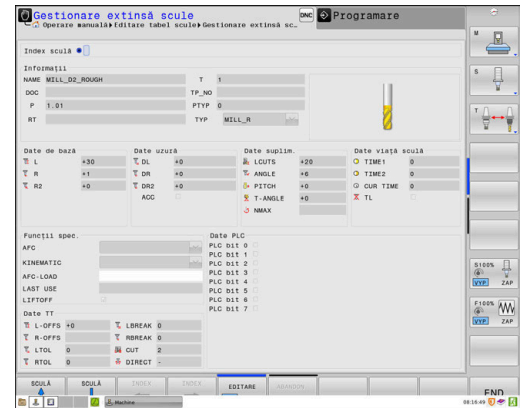 Gestionare extinsă scule
DNC
Programare
Operare manuală▸Editare tabel scule▸Gestionare extinsă sc…
Index sculă
Informații
NAME MILL_D2_ROUGH T 1
DOC TP_NO
P 1.01 PTYP 0
RT TYP MILL_R
Date de bază Date uzură Date suplim. Date viață sculă
L +30 DL +0 LCUTS +20 TIME1 0
R +1 DR +0 ANGLE +6 TIME2 0
R2 +0 DR2 +0 PITCH +0 CUR TIME 0
ACC T-ANGLE +0 TL
NMAX
Funcții spec. Date PLC
AFC PLC bit 0
PLC bit 1
KINEMATIC PLC bit 2
AFC-LOAD PLC bit 3
PLC bit 4
LAST USE PLC bit 5
LIFTOFF PLC bit 6
PLC bit 7
Date TT
L-OFFS +0 LBREAK 0
R-OFFS RBREAK 0
LTOL 0 CUT 2
RTOL 0 DIRECT -
M
S
T
S100%
VYP ZAP
F100%
VYP ZAP
SCULĂ SCULĂ INDEX INDEX EDITARE ABANDON END
Machine
08:16:49